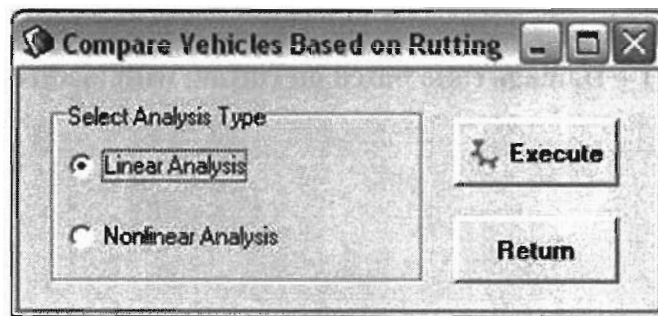 Compare Vehicles Based on Rutting
Select Analysis Type
Linear Analysis
Execute
Nonlinear Analysis
Return